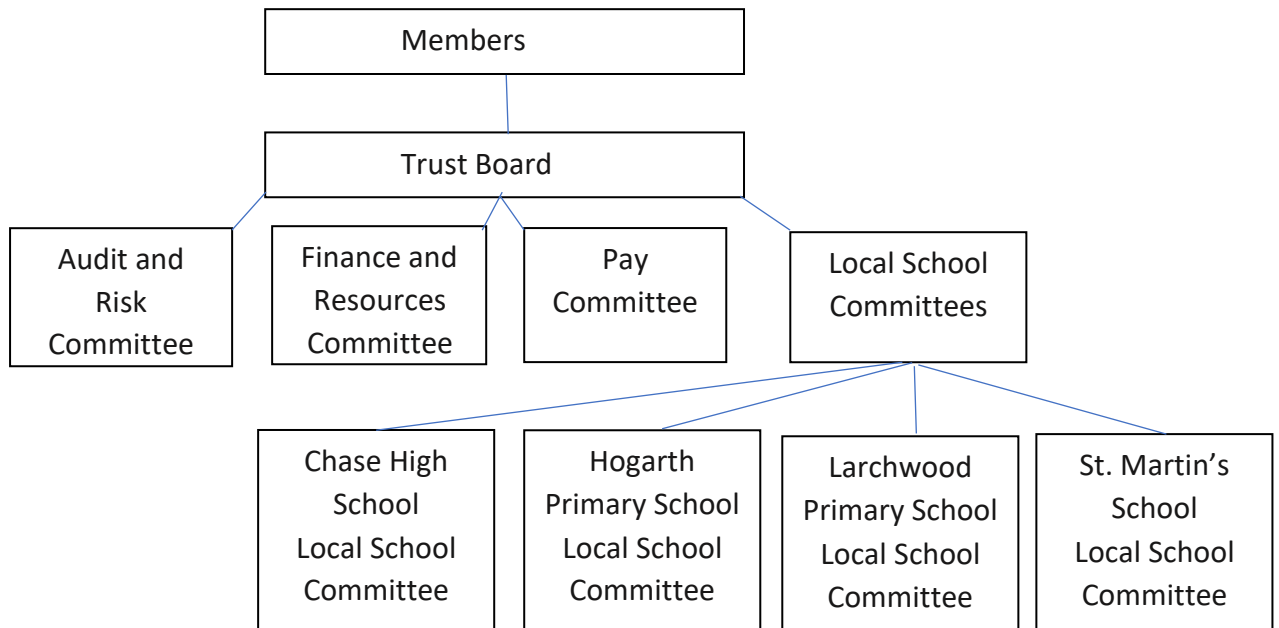 Members
Trust Board
Audit and
Risk
Committee
Finance and
Resources
Committee
Pay
Committee
Local School
Committees
Chase High
School
Local School
Committee
Hogarth
Primary School
Local School
Committee
Larchwood
Primary School
Local School
Committee
St. Martin’s
School
Local School
Committee